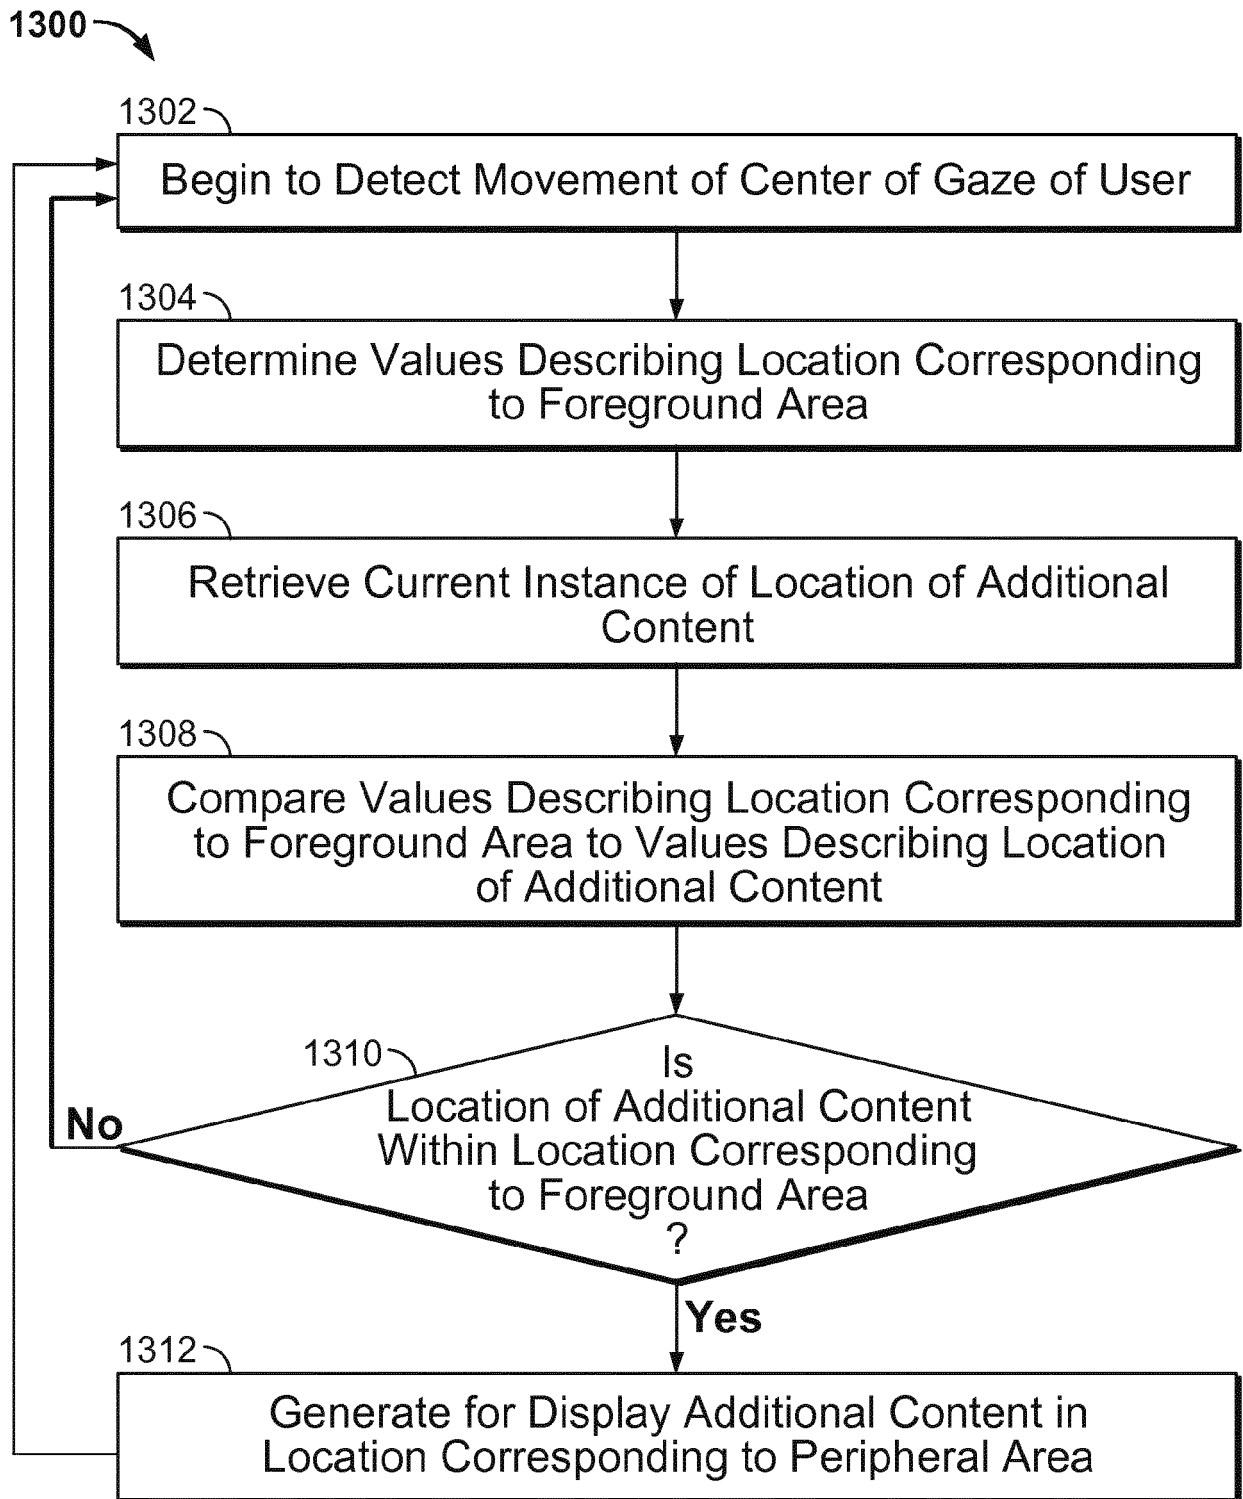 1300
1302
Begin to Detect Movement of Center of Gaze of User
1304
Determine Values Describing Location Corresponding
to Foreground Area
1306
Retrieve Current Instance of Location of Additional
Content
1308
Compare Values Describing Location Corresponding
to Foreground Area to Values Describing Location
of Additional Content
1310
Is
Location of Additional Content
Within Location Corresponding
to Foreground Area
?
No
Yes
1312
Generate for Display Additional Content in
Location Corresponding to Peripheral Area